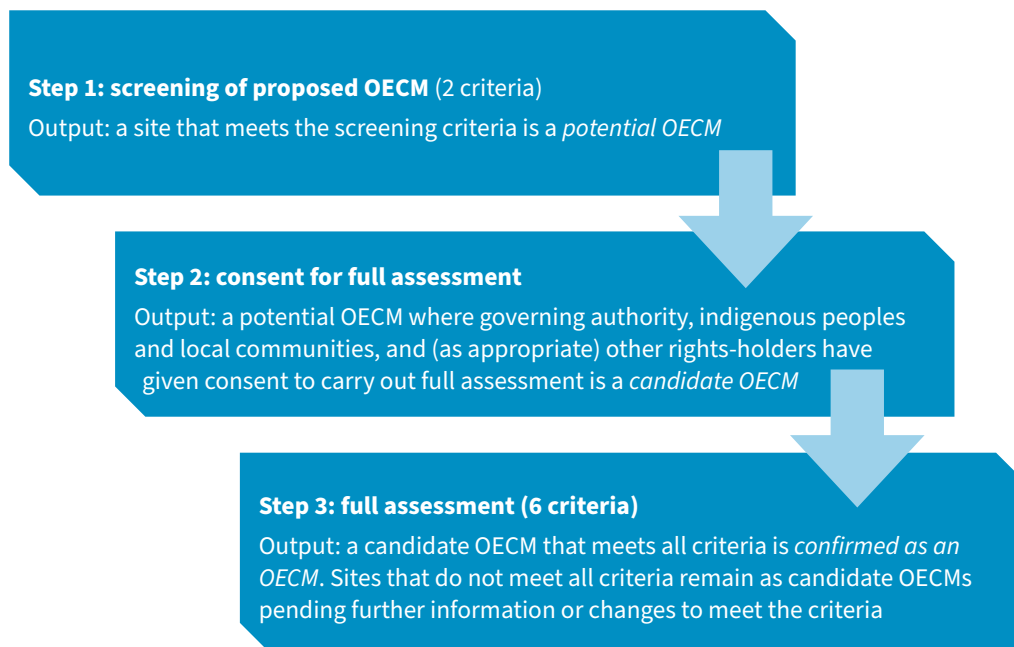 Step 1: screening of proposed OECM (2 criteria)
Output: a site that meets the screening criteria is a potential OECM
Step 2: consent for full assessment
Output: a potential OECM where governing authority, indigenous peoples
and local communities, and (as appropriate) other rights-holders have
given consent to carry out full assessment is a candidate OECM
Step 3: full assessment (6 criteria)
Output: a candidate OECM that meets all criteria is confirmed as an
OECM. Sites that do not meet all criteria remain as candidate OECMs
pending further information or changes to meet the criteria